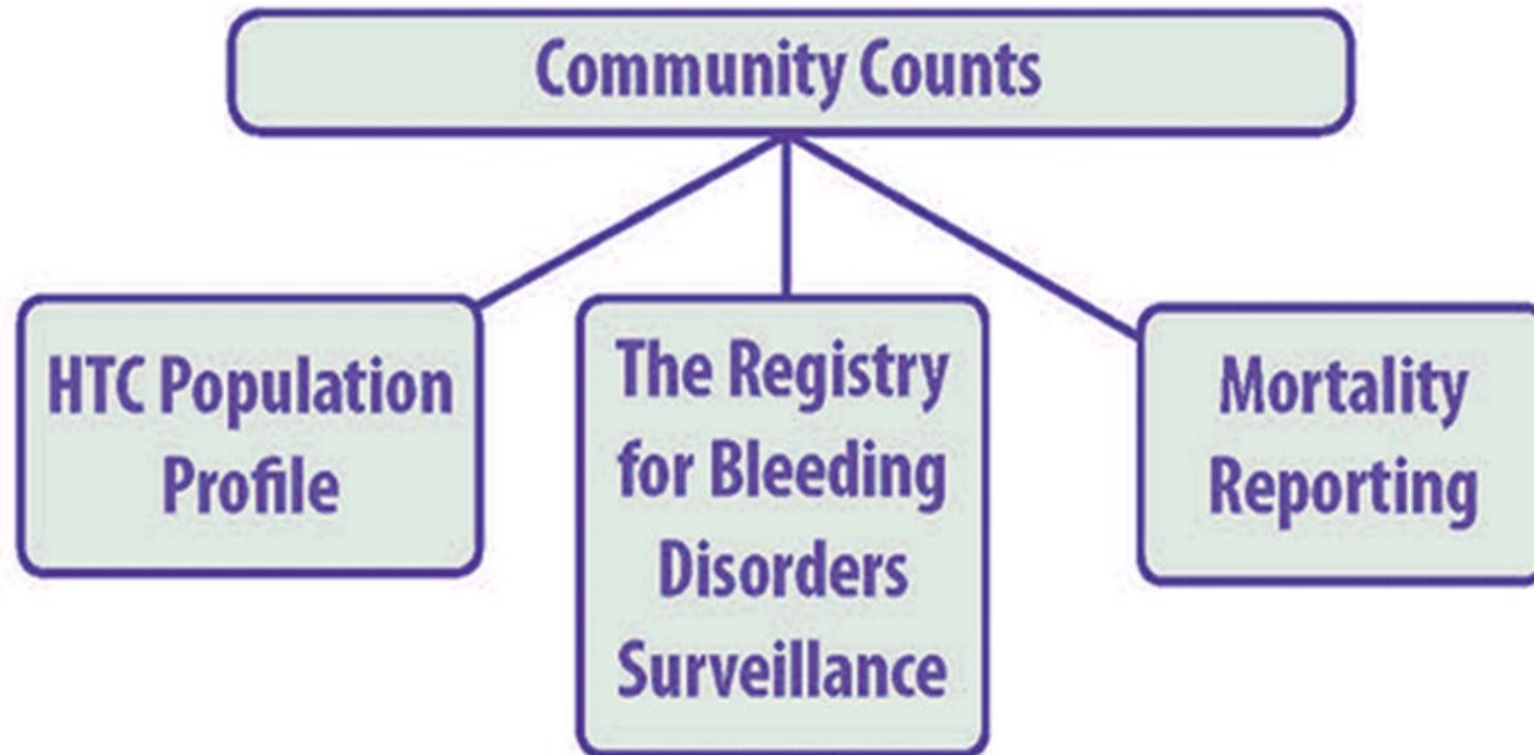 Community Counts
HTC Population
Profile
The Registry
for Bleeding
Disorders
Surveillance
Mortality
Reporting